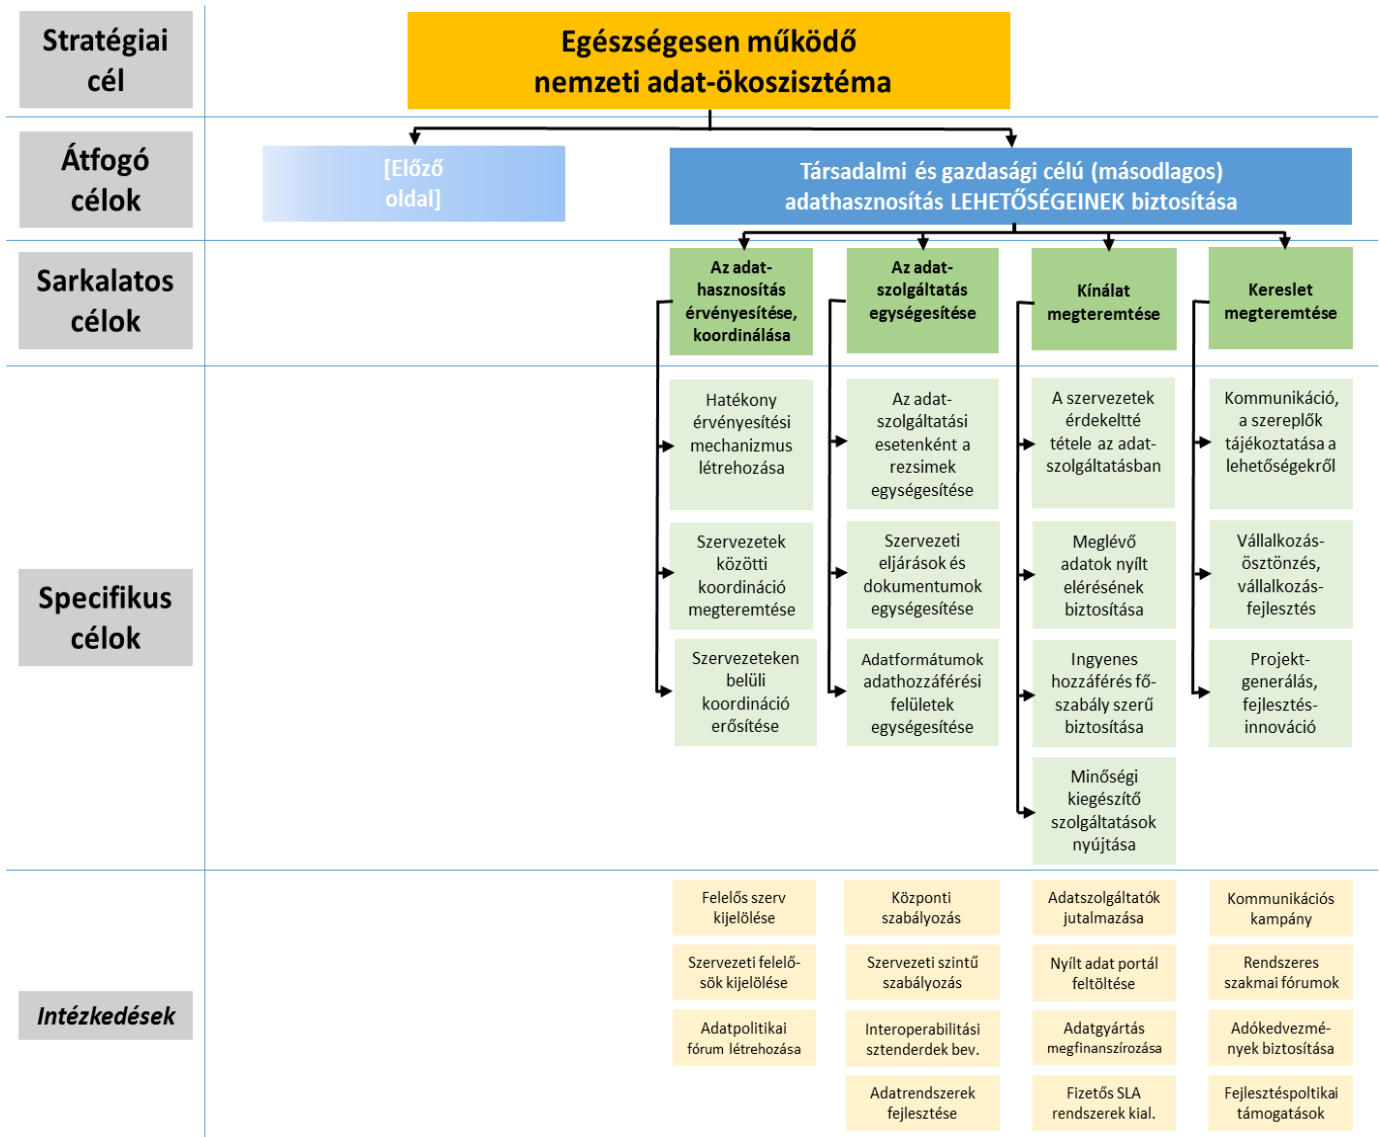 Stratégiai
cél
Egészségesen működő
nemzeti adat-ökoszisztéma
Átfogó
célok
[Előző
oldal]
Társadalmi és gazdasági célú (másodlagos)
adathasznosítás LEHETŐSÉGEINEK biztosítása
Sarkalatos
célok
Az adat-
hasznosítás
érvényesítése,
koordinálása
Az adat-
szolgáltatás
egységesítése
Kínálat
megteremtése
Kereslet
megteremtése
Specifikus
célok
Hatékony
érvényesítési
mechanizmus
létrehozása
Szervezetek
közötti
koordináció
megteremtése
Szervezeteken
belüli
koordináció
erősítése
Az adat-
szolgáltatási
esetenként a
rezsimek
egységesítése
Szervezeti
eljárások és
dokumentumok
egységesítése
Adatformátumok
adathozzáférési
felületek
egységesítése
A szervezetek
érdekeltté
tétele az adat-
szolgáltatásban
Meglévő
adatok nyílt
elérésének
biztosítása
Ingyenes
hozzáférés fő-
szabály szerű
biztosítása
Minőségi
kiegészítő
szolgáltatások
nyújtása
Kommunikáció,
a szereplők
tájékoztatása a
lehetőségekről
Vállalkozás-
ösztönzés,
vállalkozás-
fejlesztés
Projekt-
generálás,
fejlesztés-
innováció
Intézkedések
Felelős szerv
kijelölése
Szervezeti felelő-
sök kijelölése
Adatpolitikai
fórum létrehozása
Központi
szabályozás
Szervezeti szintű
szabályozás
Interoperabilitási
sztenderdek bev.
Adatrendszerek
fejlesztése
Adatszolgáltatók
jutalmazása
Nyílt adat portál
feltöltése
Adatgyártás
megfinanszírozása
Fizetős SLA
rendszerek kial.
Kommunikációs
kampány
Rendszeres
szakmai fórumok
Adókedvezmé-
nyek biztosítása
Fejlesztéspoltikai
támogatások